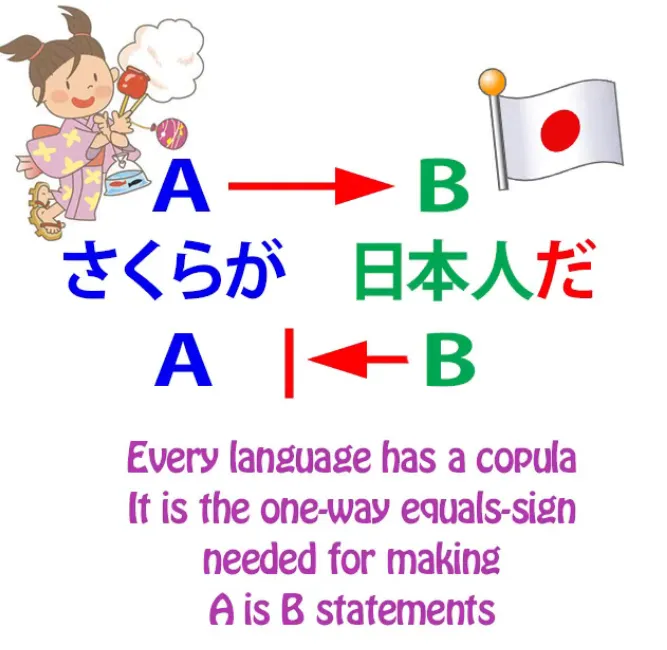 A B
さくらが 日本人だ
A B
Every language has a copula
It is the one-way equals-sign
needed for making
A is B statements